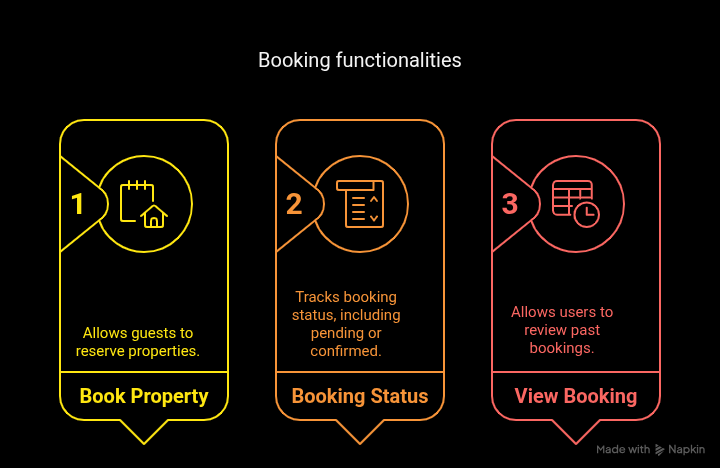 Booking functionalities
1
Allows guests to
reserve properties.
Book Property
2
Tracks booking
status, including
pending or
confirmed.
Booking Status
3
Allows users to
review past
bookings.
View Booking
Made with Napkin